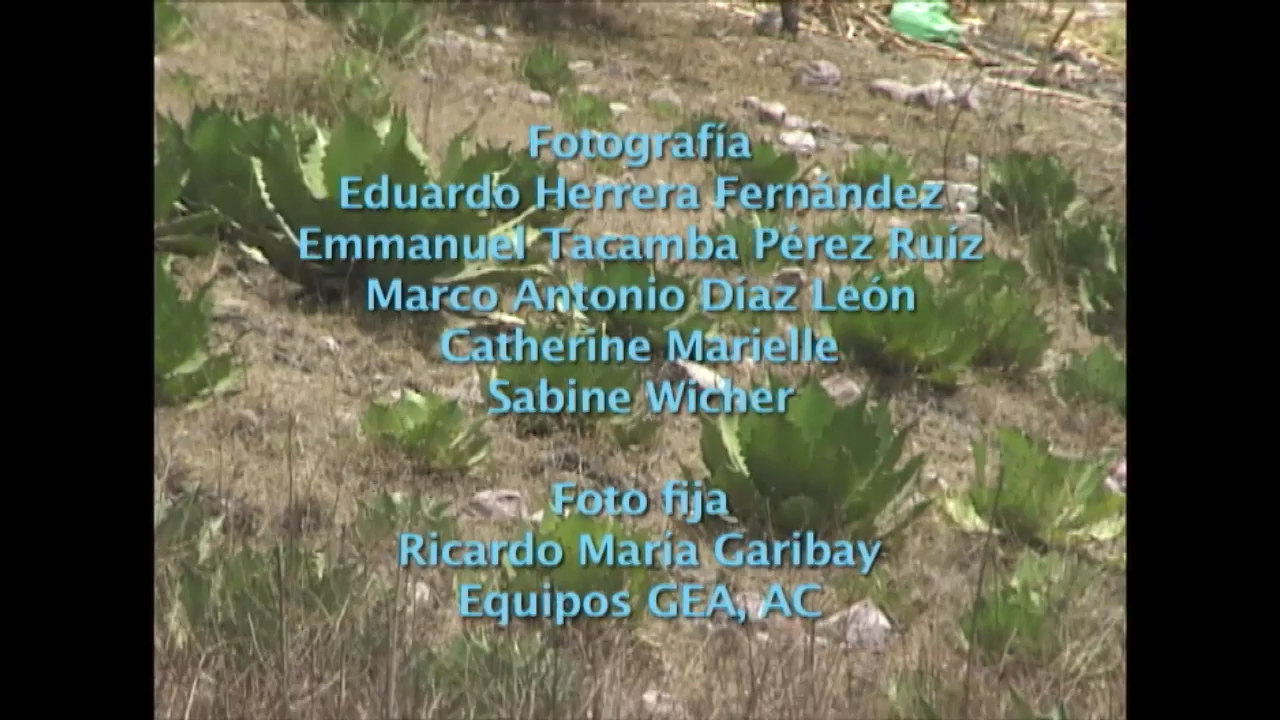 Fotografía
Eduardo Herrera Fernández
Emmanuel Tacamba Pérez Ruíz
Marco Antonio Díaz León
Catherine Marielle
Sabine Wicher
Foto fija
Ricardo María Garibay
Equipos GEA, AC